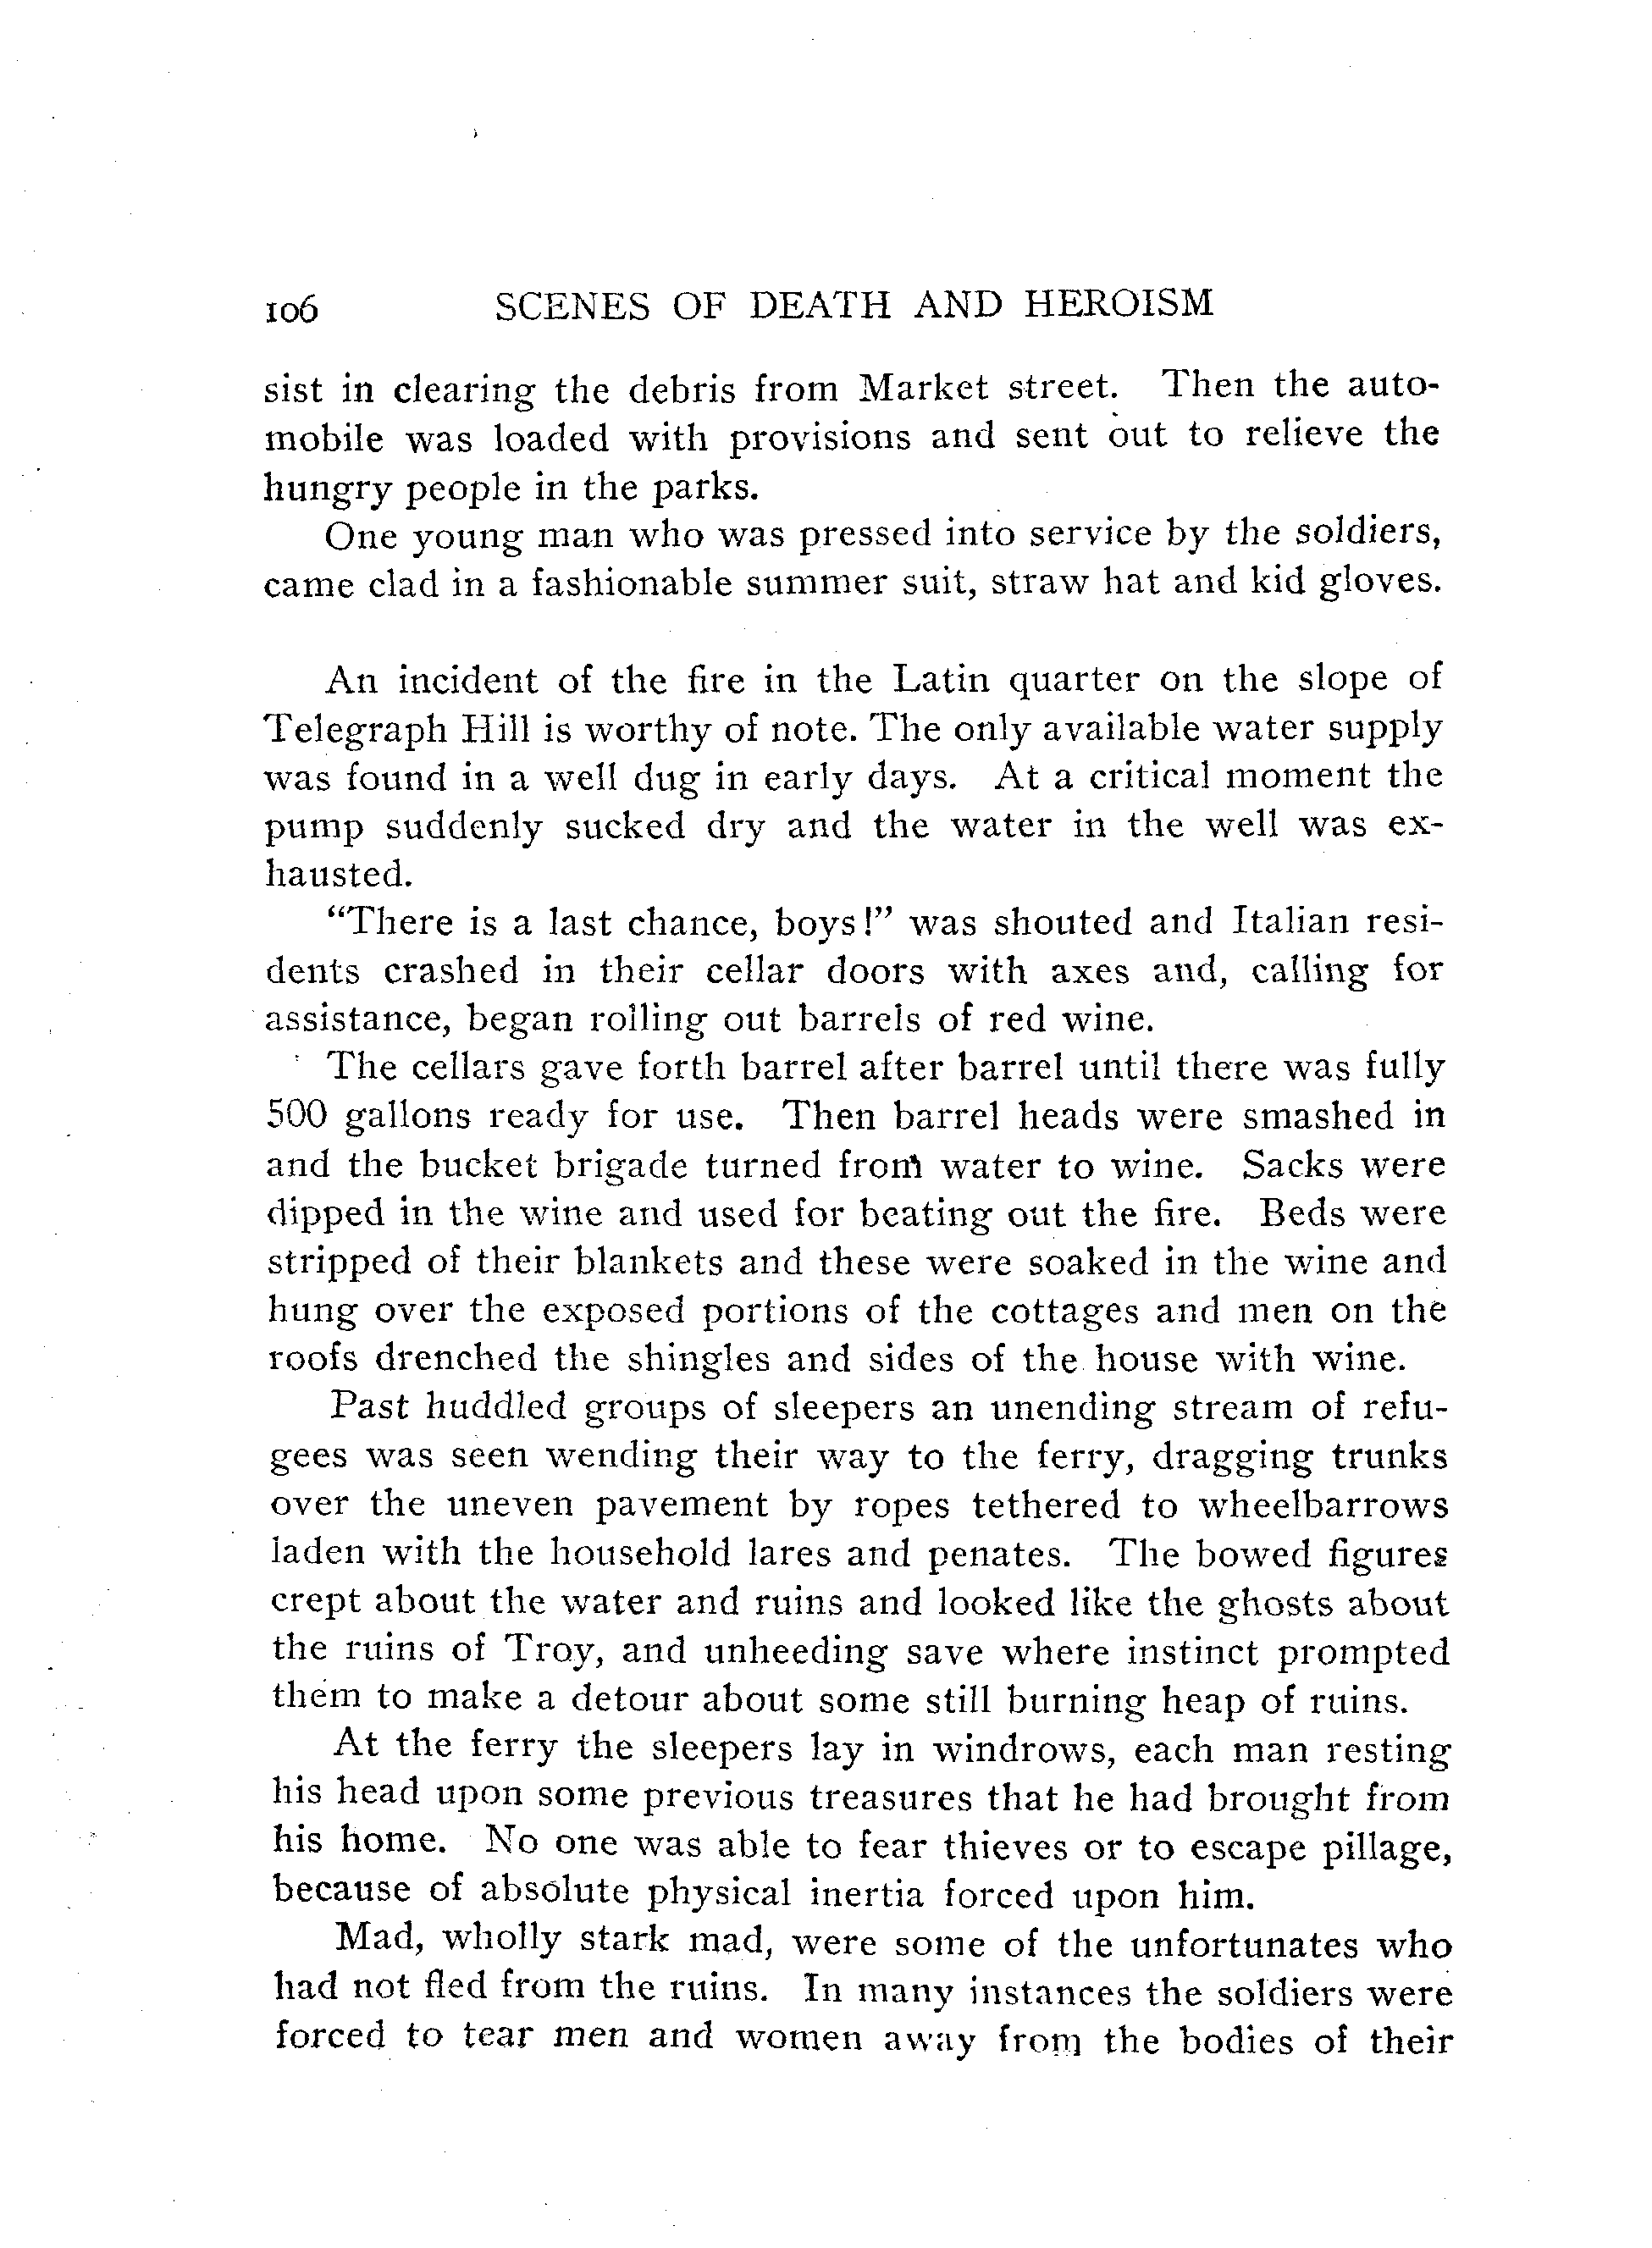 106 SCENES OF DEATH AND HEROISM
sist in clearing the debris from Market street. Then the auto-
mobile was loaded with provisions and sent out to relieve the
hungry people in the parks.
One young man who was pressed into service by the soldiers,
came clad in a fashionable summer suit, straw hat and kid gloves.
An incident of the fire in the Latin quarter on the slope of
Telegraph Hill is worthy of note. The only available water supply
was found in a well dug in early days. At a critical moment the
pump suddenly sucked dry and the water in the well was ex-
hausted.
"There is a last chance, boys!" was shouted and Italian resi-
dents crashed in their cellar doors with axes and, calling for
assistance, began rolling out barrels of red wine.
The cellars gave forth barrel after barrel until there was fully
500 gallons ready for use. Then barrel heads were smashed in
and the bucket brigade turned from water to wine. Sacks were
dipped in the wine and used for beating out the fire. Beds were
stripped of their blankets and these were soaked in the wine and
hung over the exposed portions of the cottages and men on the
roofs drenched the shingles and sides of the house with wine.
Past huddled groups of sleepers an unending stream of refu-
gees was seen wending their way to the ferry, dragging trunks
over the uneven pavement by ropes tethered to wheelbarrows
laden with the household lares and penates. The bowed figures
crept about the water and ruins and looked like the ghosts about
the ruins of Troy, and unheeding save where instinct prompted
them to make a detour about some still burning heap of ruins.
At the ferry the sleepers lay in windrows, each man resting
his head upon some previous treasures that he had brought from
his home. No one was able to fear thieves or to escape pillage,
because of absolute physical inertia forced upon him.
Mad, wholly stark mad, were some of the unfortunates who
had not fled from the ruins. In many instances the soldiers were
forced to tear men and women away from the bodies of their